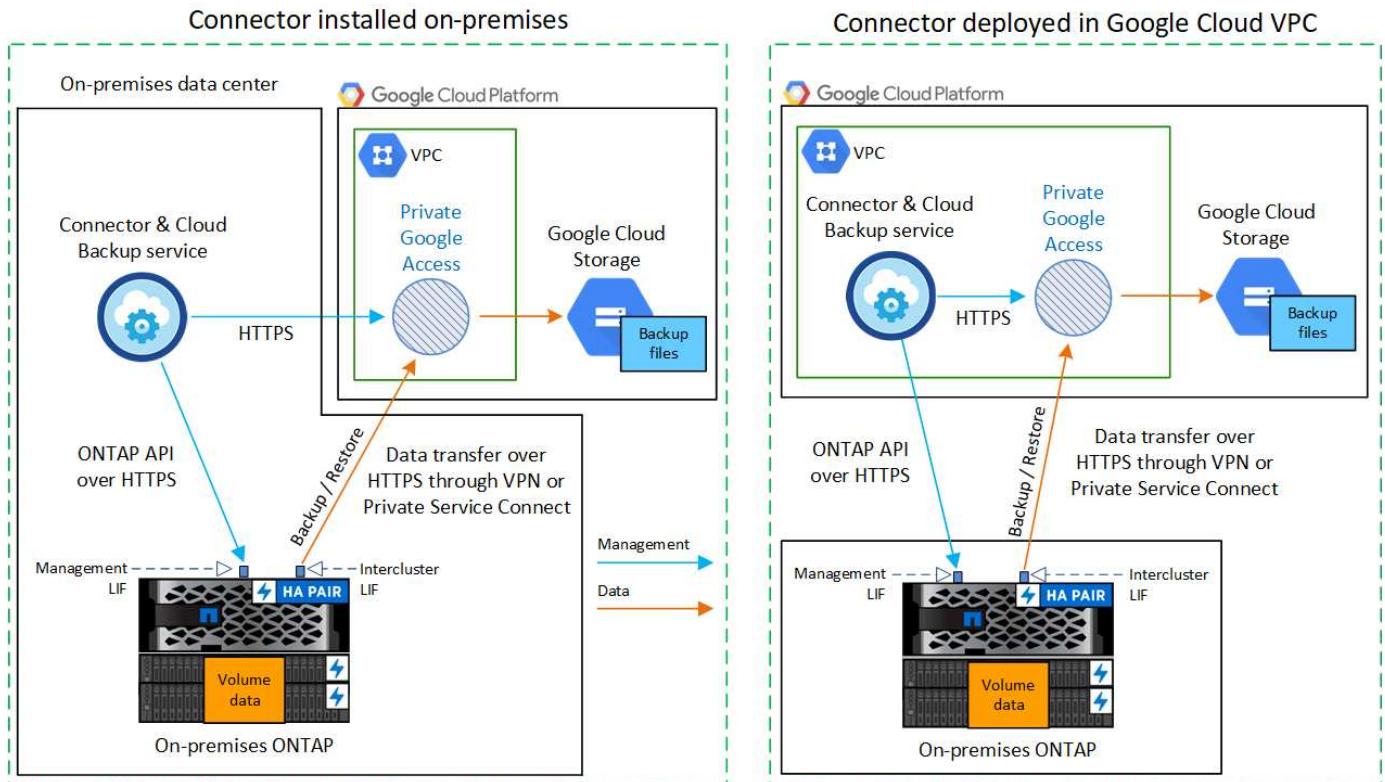 Connector installed on-premises
On-premises data center
Google Cloud Platform
VPC
Connector & Cloud
Backup service
Private
Google
Access
Google Cloud
Storage
HTTPS
Backup
files
ONTAP API
over HTTPS
Backup / Restore
Data transfer over
HTTPS through VPN or
Private Service Connect
Management
LIF
Intercluster
LIF
HA PAIR
Volume
data
On-premises ONTAP
Management
Data
Connector deployed in Google Cloud VPC
Google Cloud Platform
VPC
Connector & Cloud
Backup service
Private
Google
Access
Google Cloud
Storage
HTTPS
Backup
files
ONTAP API
over HTTPS
Backup / Restore
Data transfer over
HTTPS through VPN or
Private Service Connect
Management
LIF
Intercluster
LIF
HA PAIR
Volume
data
On-premises ONTAP